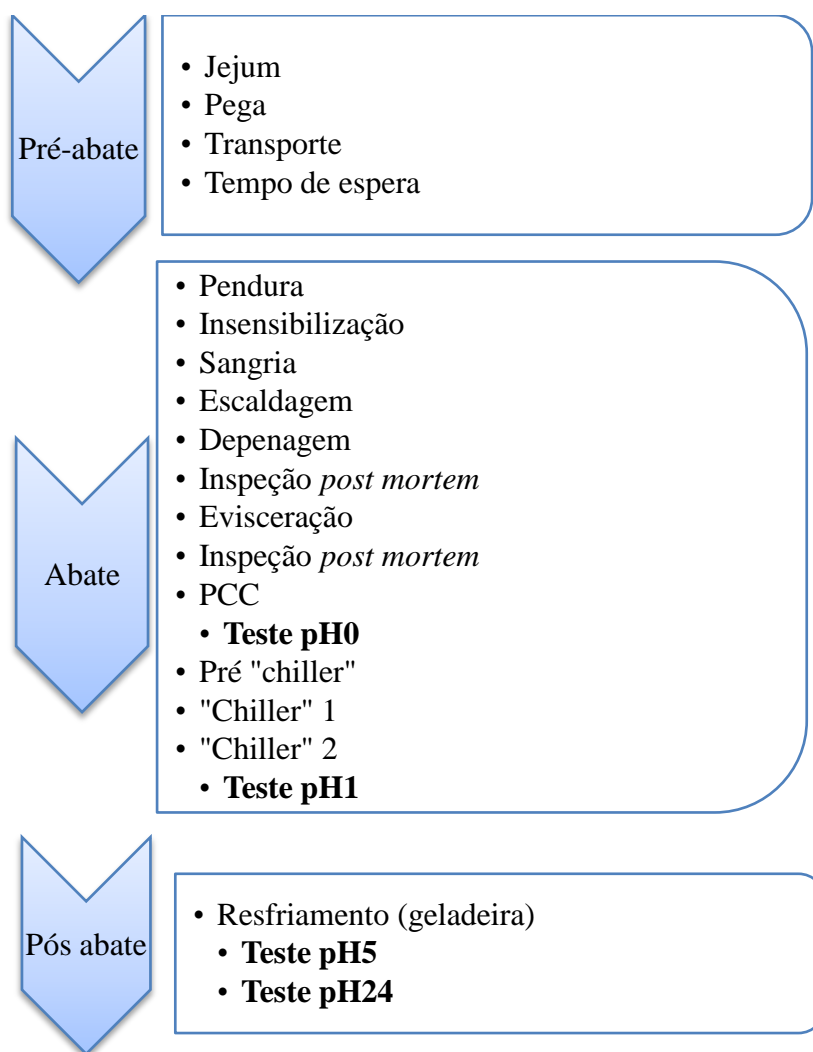 Pré-abate
• Jejum
• Pega
• Transporte
• Tempo de espera
Abate
• Pendura
• Insensibilização
• Sangria
• Escaldagem
• Depenagem
• Inspeção post mortem
• Evisceração
• Inspeção post mortem
• PCC
• Teste pH0
• Pré "chiller"
• "Chiller" 1
• "Chiller" 2
• Teste pH1
Pós abate
• Resfriamento (geladeira)
• Teste pH5
• Teste pH24